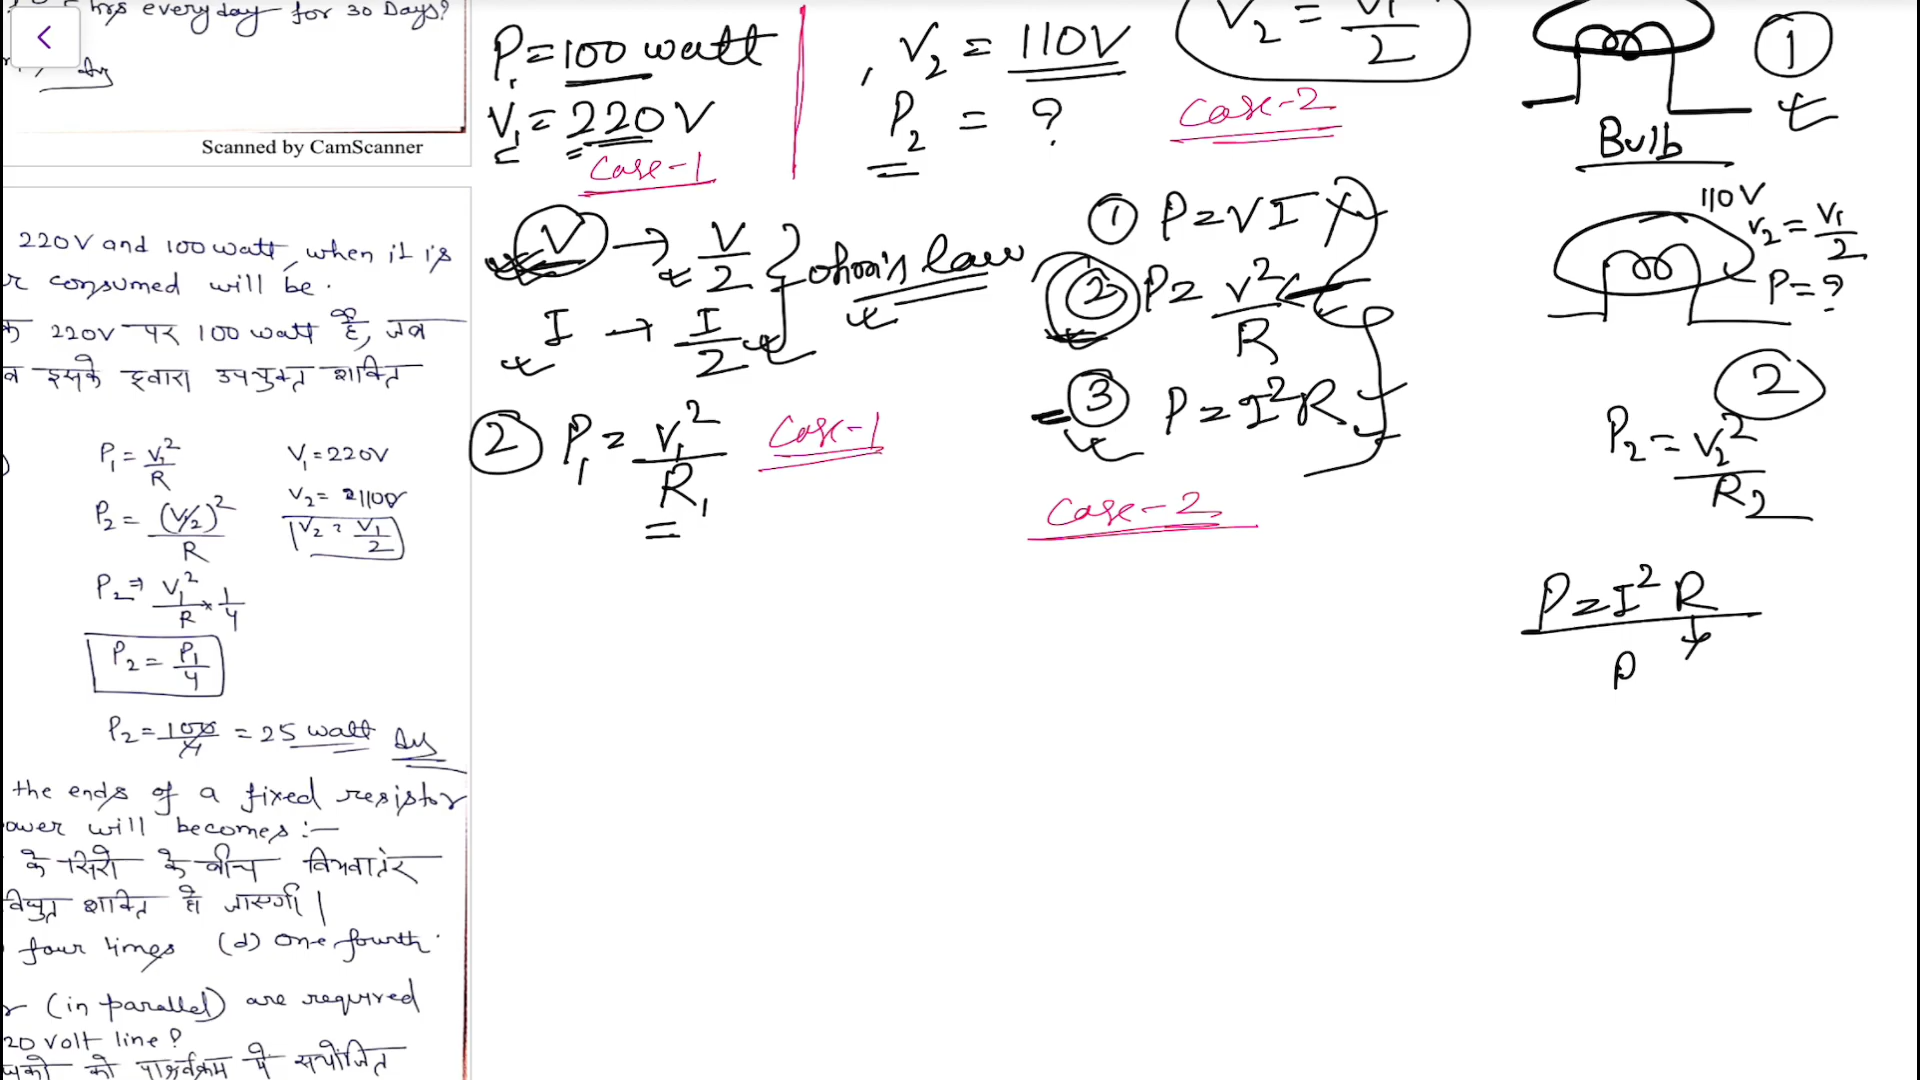 hrs everyday for 30 Days?
Ans
Scanned by CamScanner
220V and 100 watt, when it is
r consumed will be.
220V पर 100 watt है, जब
इसके द्वारा उपयुक्त शक्ति
P₁ = V₁²/R
V₁ = 220V
P₂ = (V/2)²/R
V₂ = 110V
V₂ = V₁/2
P₂ ⇒ V₁²/R × 1/4
P₂ = P₁/4
P₂ = 100/4 = 25 watt Ans
the ends of a fixed resistor
ower will becomes :—
के सिरो के बीच विभवांतर
विधुत शक्ति हो जाएगी |
four times (d) One fourth.
r (in parallel) are required
20 volt line?
को पार्श्वक्रम मे संयोजित
P₁ = 100 watt
V₁ = 220V
Case-1
, V₂ = 110V
P₂ = ?
V₂ = V₁/2
Case-2
V → V/2
I → I/2
} ohm's law
① P = VI
② P = V²/R
③ P = I²R
② P₁ = V₁²/R₁
Case-1
Case-2
①
Bulb
110V
V₂ = V₁/2
P = ?
②
P₂ = V₂²/R₂
P = I² R
P